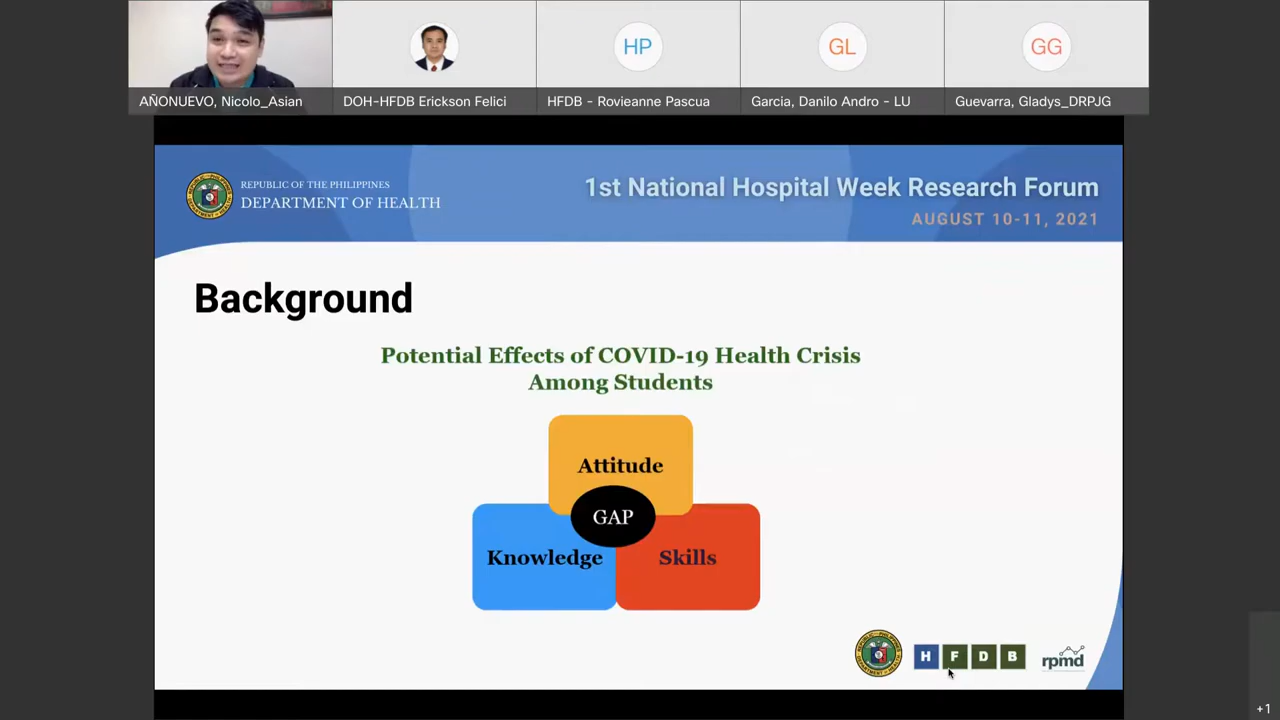 HP
GL
GG
AÑONUEVO, Nicolo_Asian
DOH-HFDB Erickson Felici
HFDB - Rovieanne Pascua
Garcia, Danilo Andro - LU
Guevarra, Gladys_DRPJG
REPUBLIC OF THE PHILIPPINES
DEPARTMENT OF HEALTH
1st National Hospital Week Research Forum
AUGUST 10-11, 2021
Background
Potential Effects of COVID-19 Health Crisis
Among Students
Attitude
GAP
Knowledge
Skills
H F D B
rpmd
+1